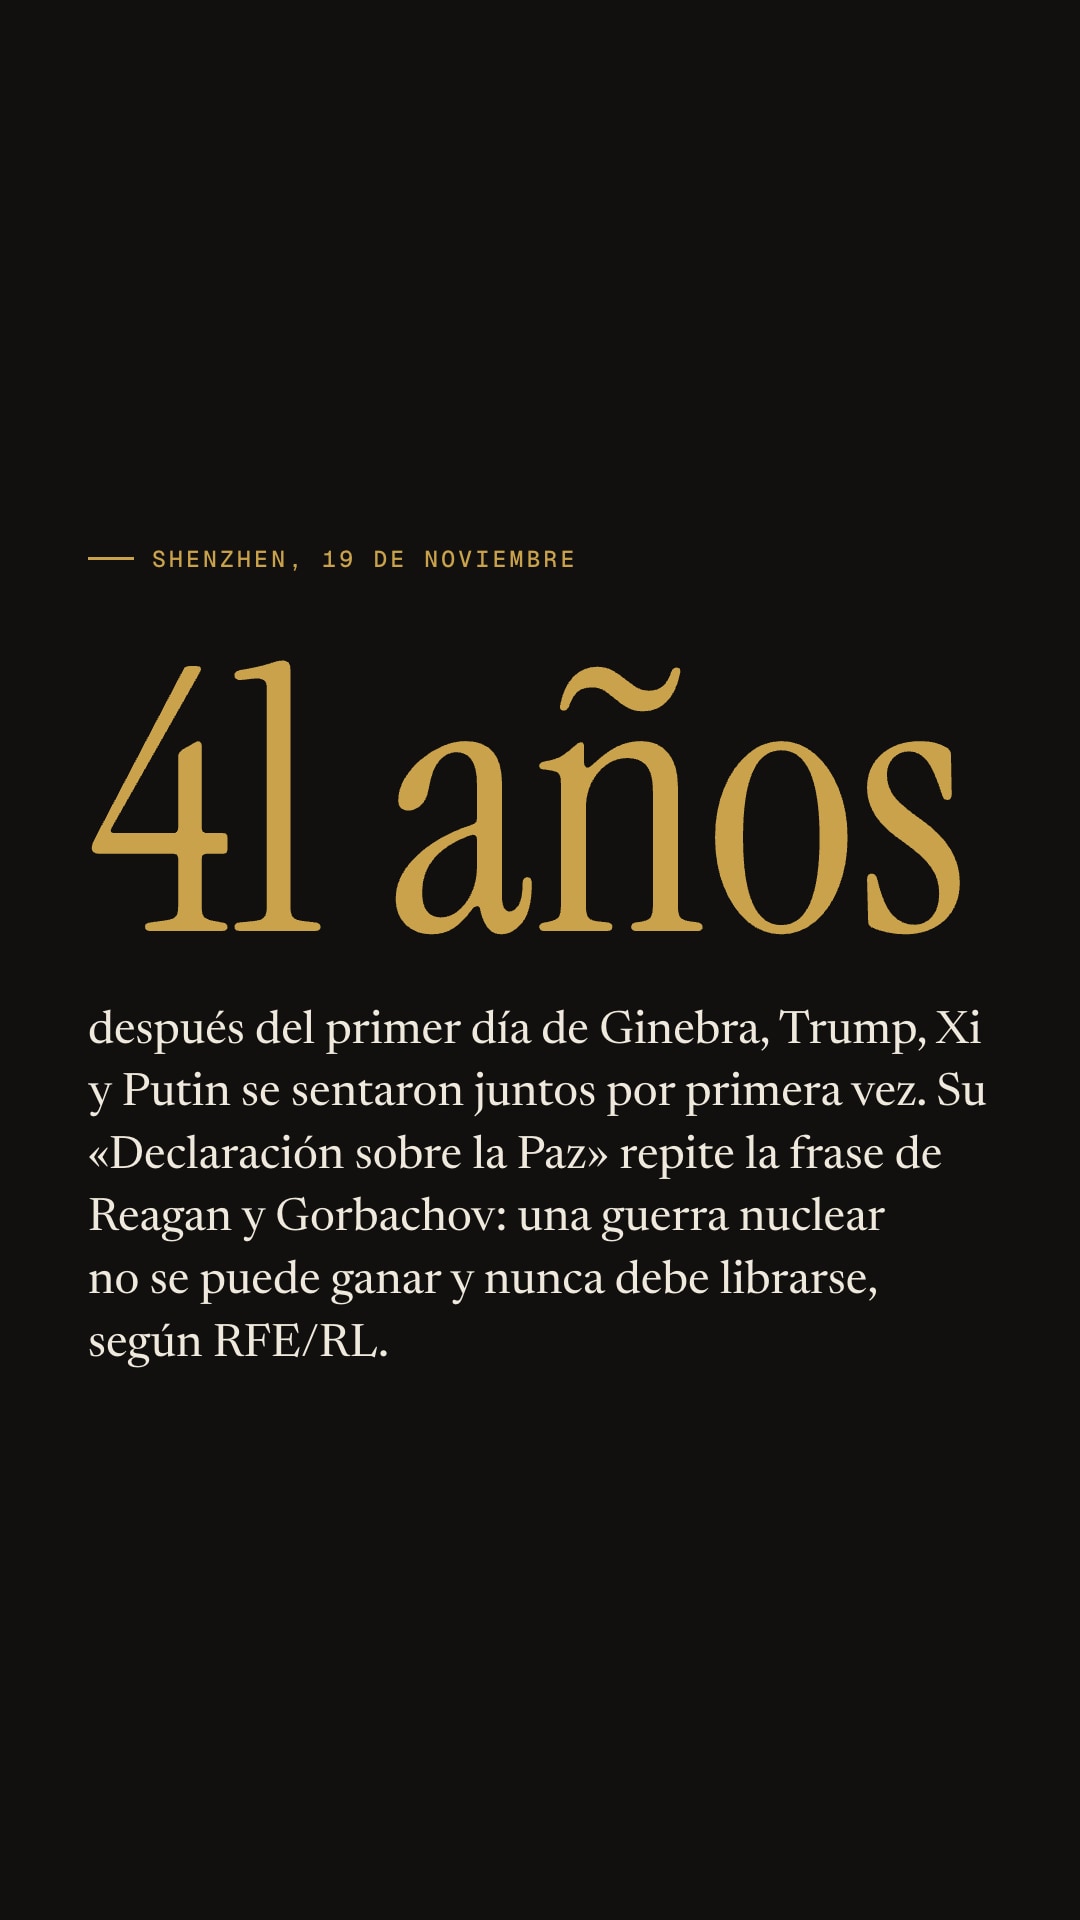 SHENZHEN, 19 DE NOVIEMBRE
41 años
después del primer día de Ginebra, Trump, Xi
y Putin se sentaron juntos por primera vez. Su
«Declaración sobre la Paz» repite la frase de
Reagan y Gorbachov: una guerra nuclear
no se puede ganar y nunca debe librarse,
según RFE/RL.